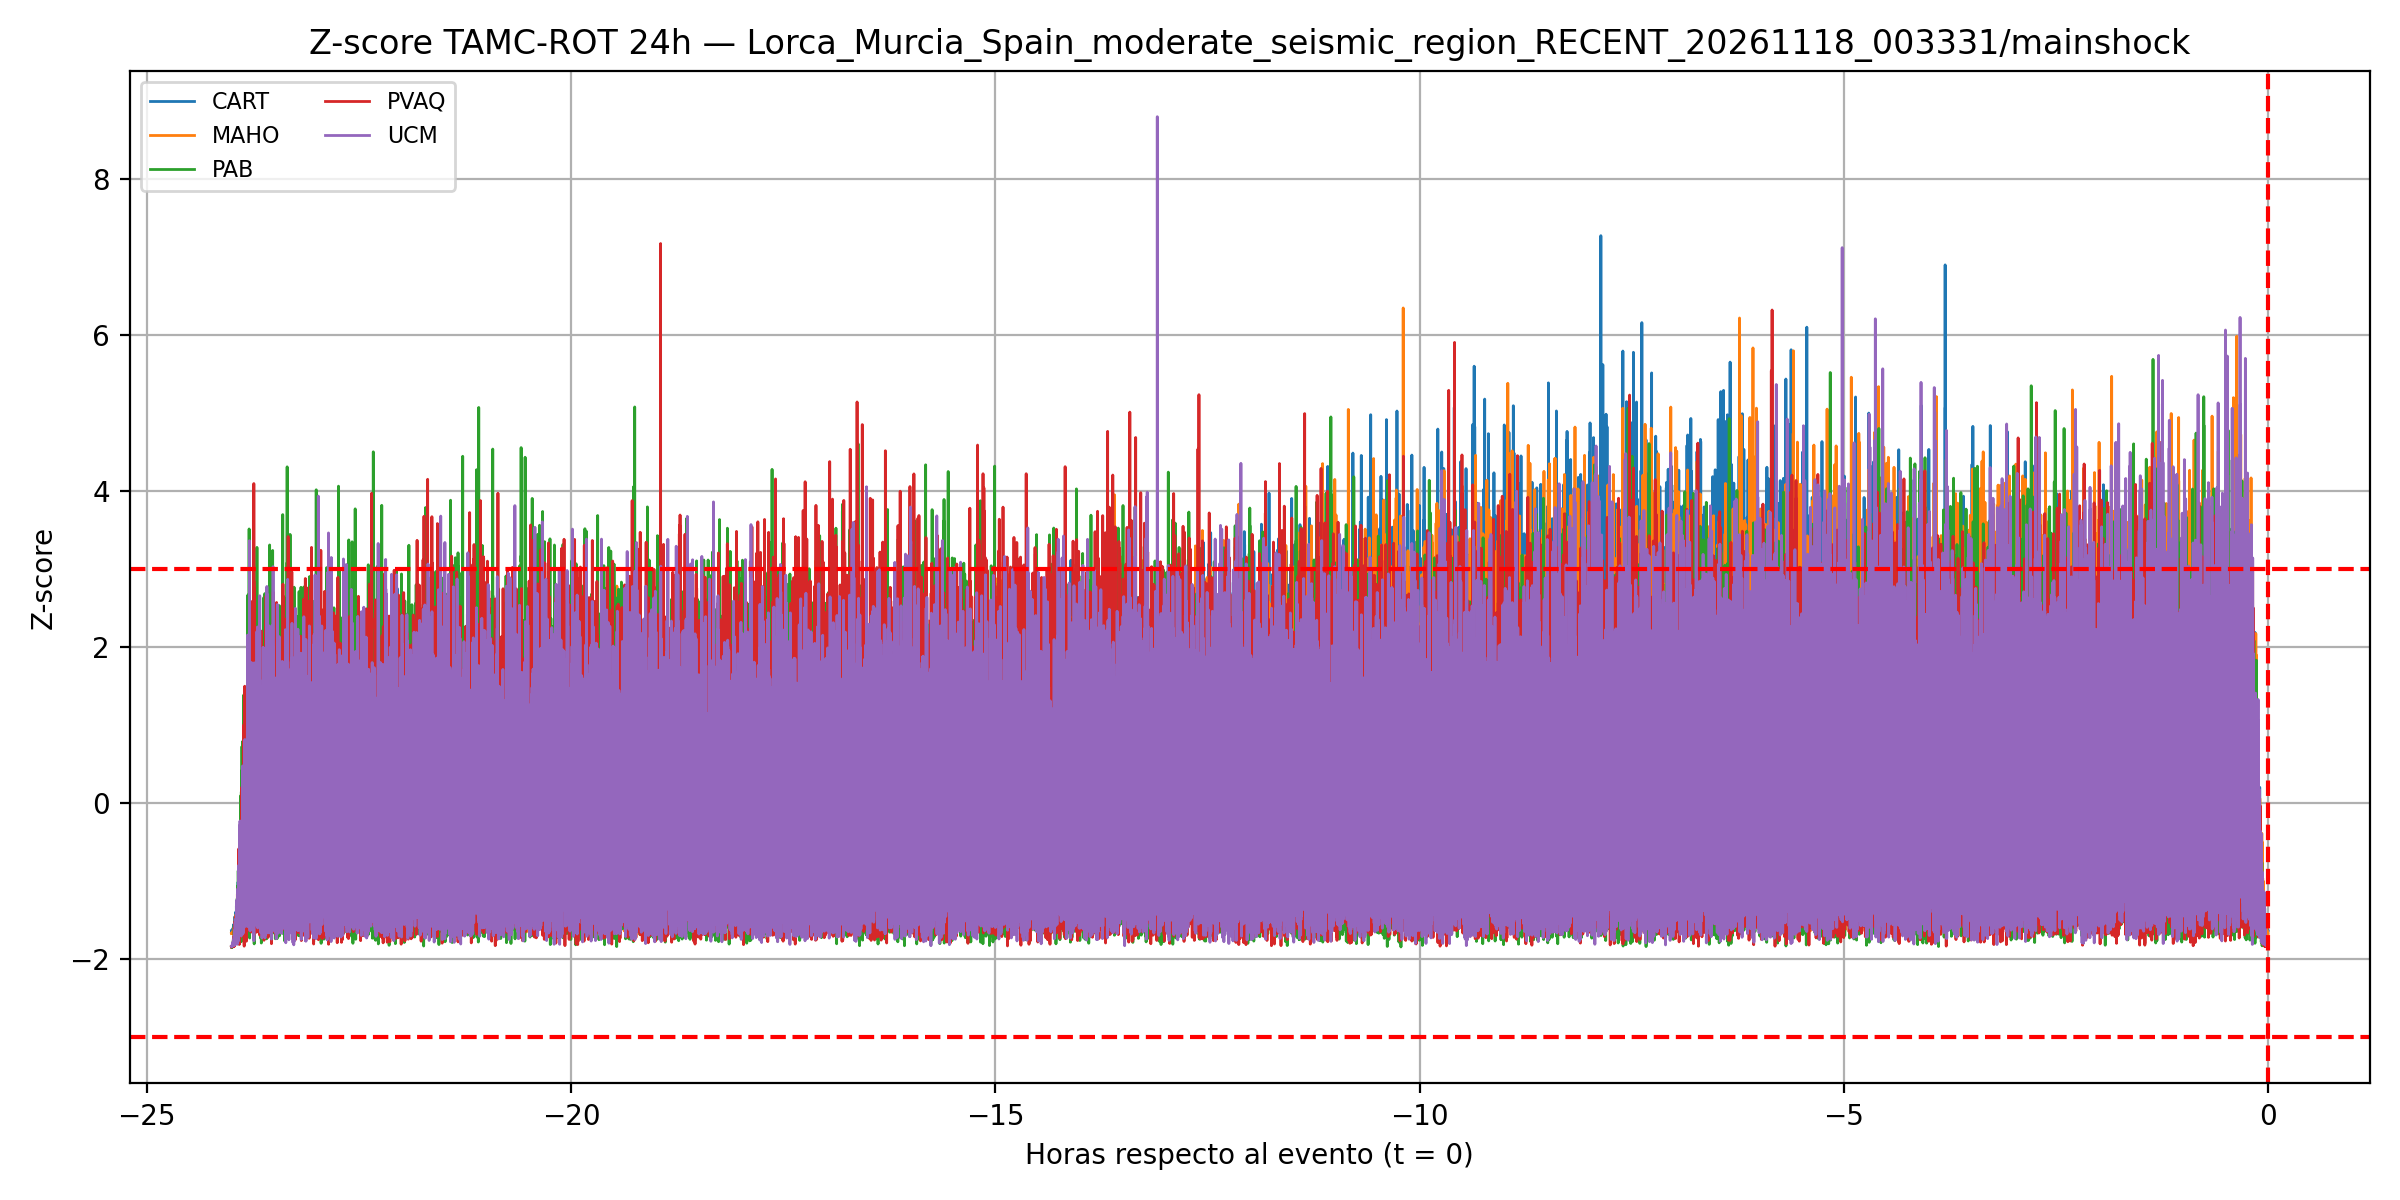 Z-score TAMC-ROT 24h — Lorca_Murcia_Spain_moderate_seismic_region_RECENT_20261118_003331/mainshock
CART
MAHO
PAB
PVAQ
UCM
Z-score
8
6
4
2
0
−2
−25
−20
−15
−10
−5
0
Horas respecto al evento (t = 0)